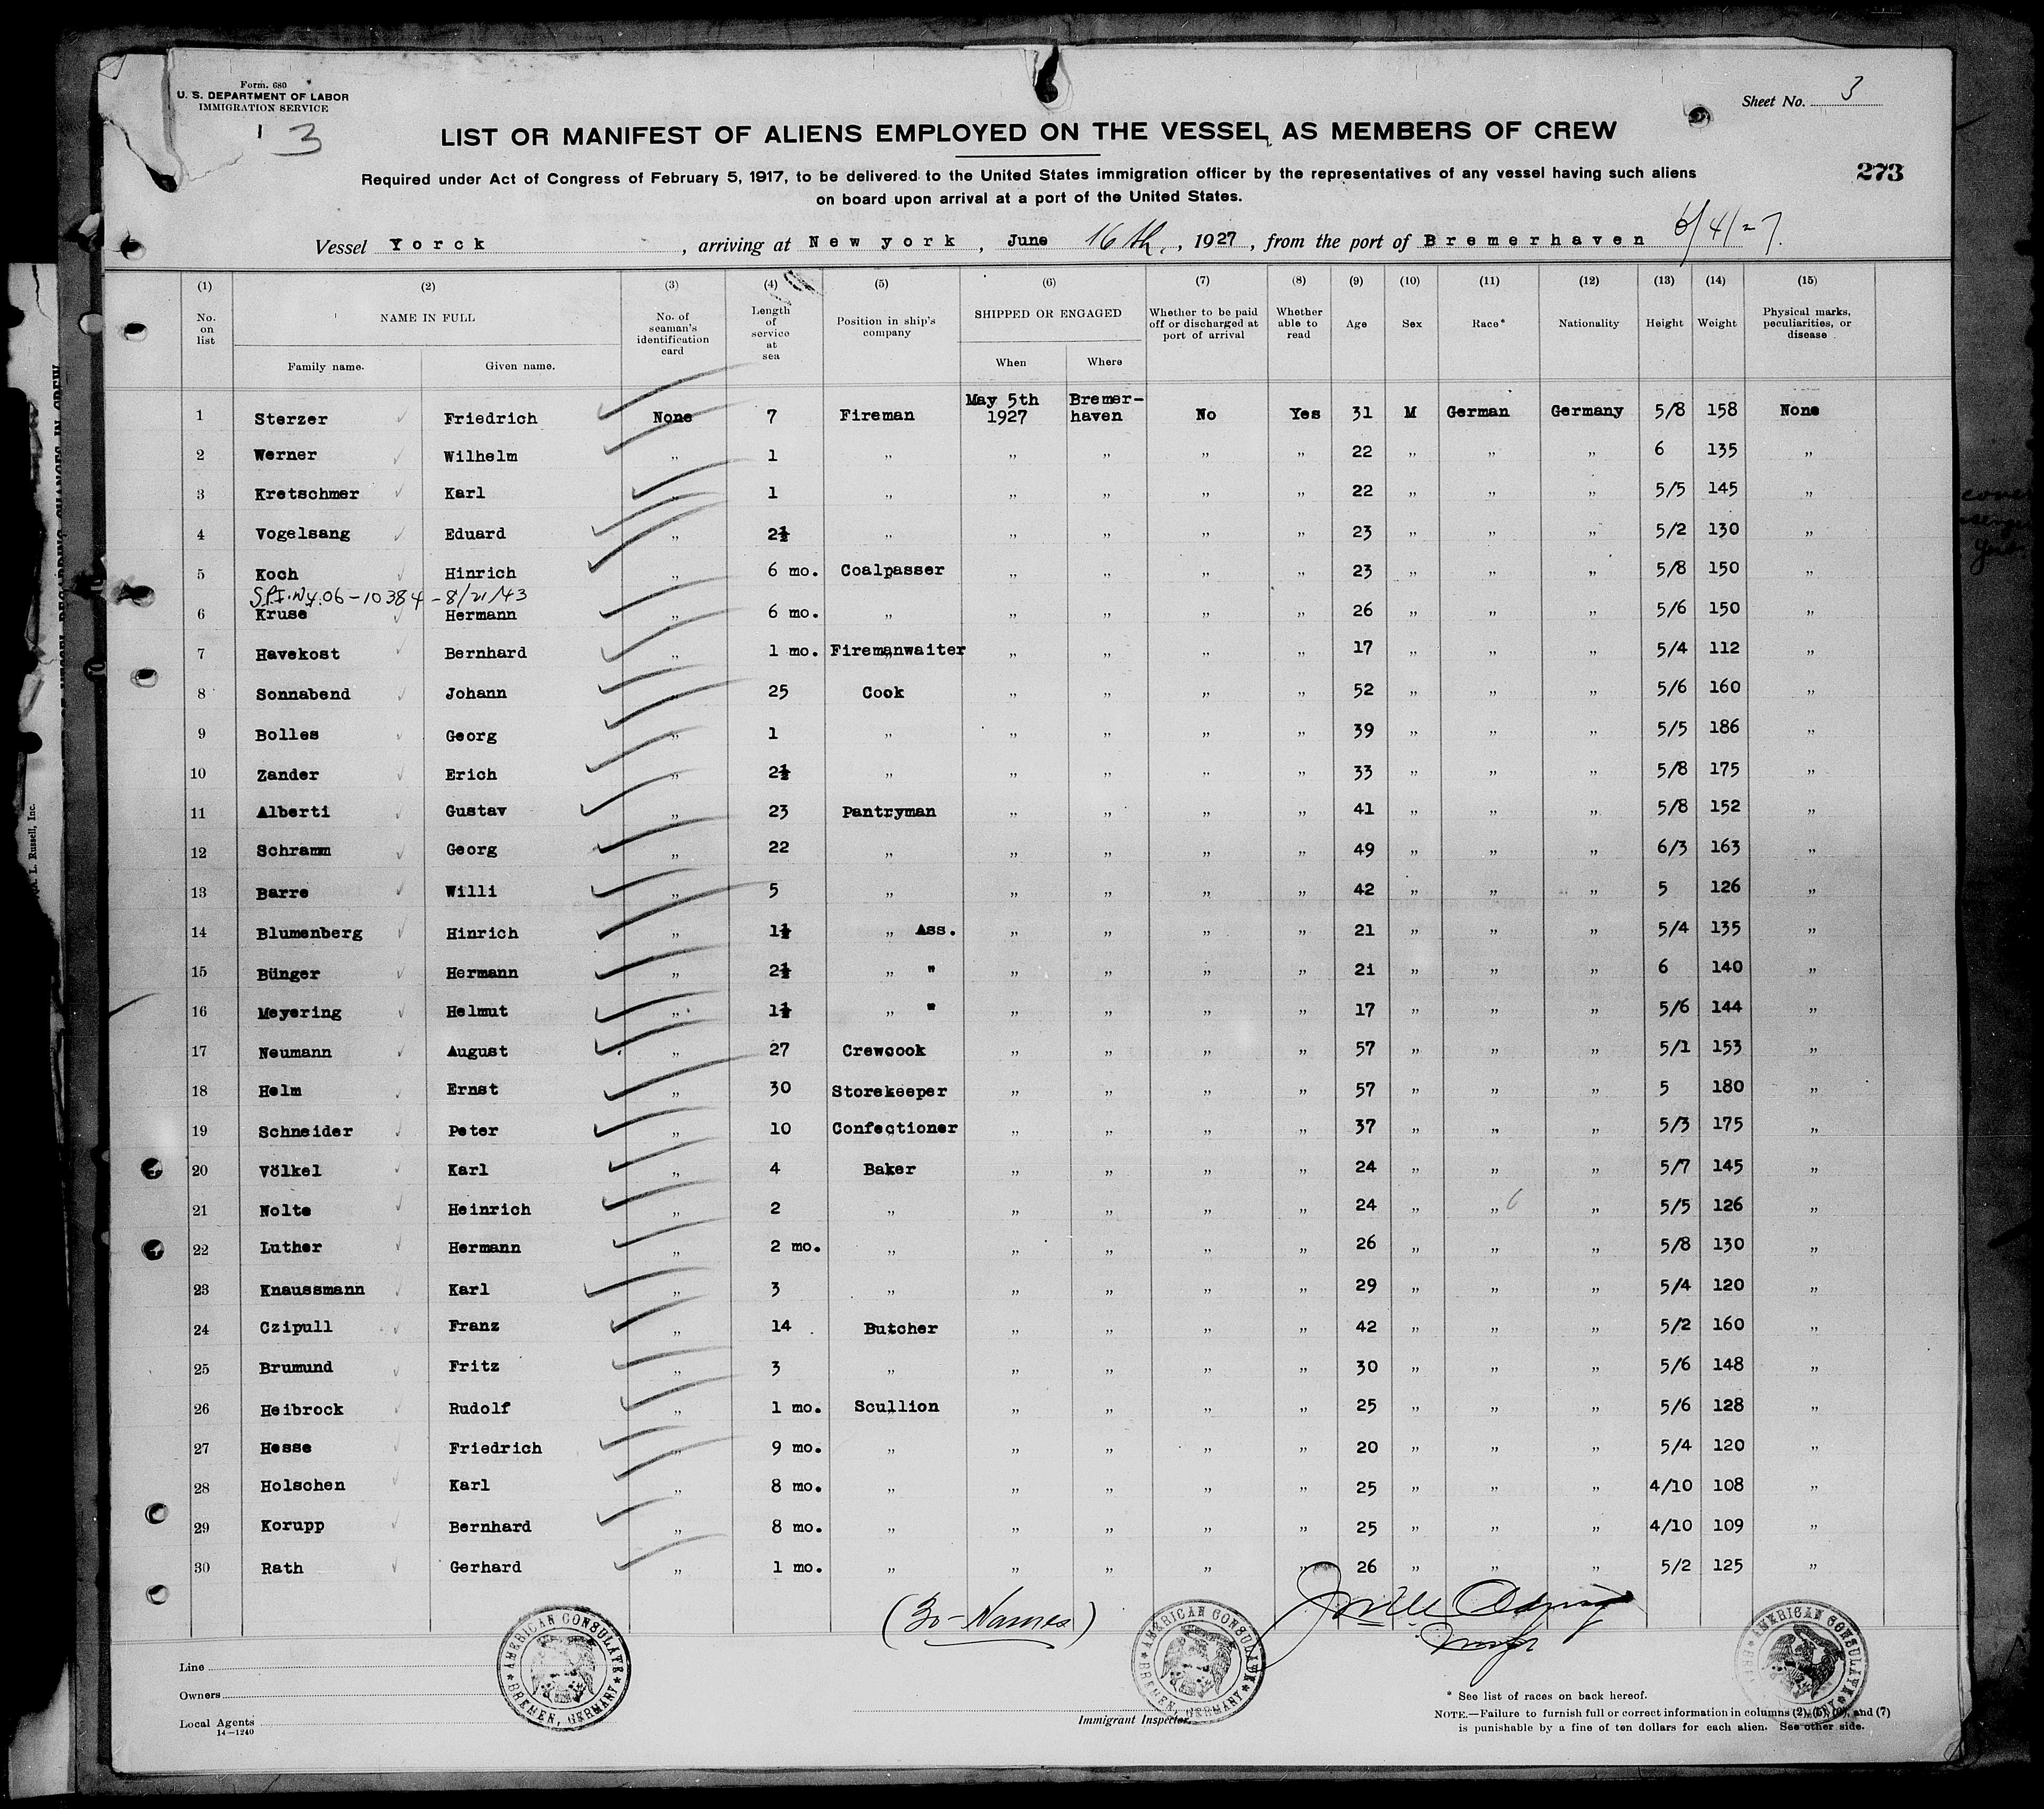 Form. 680
U. S. DEPARTMENT OF LABOR
IMMIGRATION SERVICE
3
Sheet No. 3
LIST OR MANIFEST OF ALIENS EMPLOYED ON THE VESSEL AS MEMBERS OF CREW
Required under Act of Congress of February 5, 1917, to be delivered to the United States immigration officer by the representatives of any vessel having such aliens
on board upon arrival at a port of the United States.
273
Vessel Yorck, arriving at New york, June 16th, 1927, from the port of Bremerhaven
(1) (2) (3) (4) (5) (6) (7) (8) (9) (10) (11) (12) (13) (14) (15)
No. on list NAME IN FULL No. of seaman's identification card Length of service at sea Position in ship's company SHIPPED OR ENGAGED Whether to be paid off or discharged at port of arrival Whether able to read Age Sex Race* Nationality Height Weight Physical marks, peculiarities, or disease
Family name. Given name. When Where
1 Sterzer Friedrich None 7 Fireman May 5th 1927 Bremer-haven No Yes 31 M German Germany 5/8 158 None
2 Werner Wilhelm „ 1 „ „ „ „ „ 22 „ „ „ 6 135 „
3 Kretschmer Karl „ 1 „ „ „ „ „ 22 „ „ „ 5/5 145 „
4 Vogelsang Eduard „ 2½ „ „ „ „ „ 23 „ „ „ 5/2 130 „
5 Koch Hinrich „ 6 mo. Coalpasser „ „ „ „ 23 „ „ „ 5/8 150 „
06-10384-8/21/43
6 Kruse Hermann „ 6 mo. „ „ „ „ „ 26 „ „ „ 5/6 150 „
7 Havekost Bernhard „ 1 mo. Firemanwaiter „ „ „ „ 17 „ „ „ 5/4 112 „
8 Sonnabend Johann „ 25 Cook „ „ „ „ 52 „ „ „ 5/6 160 „
9 Bolles Georg „ 1 „ „ „ „ „ 39 „ „ „ 5/5 186 „
10 Zander Erich „ 2½ „ „ „ „ „ 33 „ „ „ 5/8 175 „
11 Alberti Gustav „ 23 Pantryman „ „ „ „ 41 „ „ „ 5/8 152 „
12 Schramm Georg „ 22 „ „ „ „ „ 49 „ „ „ 6/3 163 „
13 Barre Willi „ 5 „ „ „ „ „ 42 „ „ „ 5 126 „
14 Blumenberg Hinrich „ 1½ „ Ass. „ „ „ „ 21 „ „ „ 5/4 135 „
15 Bünger Hermann „ 2½ „ " „ „ „ „ 21 „ „ „ 6 140 „
16 Meyering Helmut „ 1½ „ " „ „ „ „ 17 „ „ „ 5/6 144 „
17 Neumann August „ 27 Crewcook „ „ „ „ 57 „ „ „ 5/1 153 „
18 Helm Ernst „ 30 Storekeeper „ „ „ „ 57 „ „ „ 5 180 „
19 Schneider Peter „ 10 Confectioner „ „ „ „ 37 „ „ „ 5/3 175 „
20 Völkel Karl „ 4 Baker „ „ „ „ 24 „ „ „ 5/7 145 „
21 Nolte Heinrich „ 2 „ „ „ „ „ 24 „ „ „ 5/5 126 „
22 Luther Hermann „ 2 mo. „ „ „ „ „ 26 „ „ „ 5/8 130 „
23 Knaussmann Karl „ 3 „ „ „ „ „ 29 „ „ „ 5/4 120 „
24 Czipull Franz „ 14 Butcher „ „ „ „ 42 „ „ „ 5/2 160 „
25 Brumund Fritz „ 3 „ „ „ „ „ 30 „ „ „ 5/6 148 „
26 Heibrock Rudolf „ 1 mo. Scullion „ „ „ „ 25 „ „ „ 5/6 128 „
27 Hesse Friedrich „ 9 mo. „ „ „ „ „ 20 „ „ „ 5/4 120 „
28 Holschen Karl „ 8 mo. „ „ „ „ „ 25 „ „ „ 4/10 108 „
29 Korupp Bernhard „ 8 mo. „ „ „ „ „ 25 „ „ „ 4/10 109 „
30 Rath Gerhard „ 1 mo. „ „ „ „ „ 26 „ „ „ 5/2 125 „
(30-Names)
AMERICAN CONSULATE BREMEN, GERMANY
AMERICAN CONSULATE BREMEN, GERMANY
AMERICAN CONSULATE
Line
Owners
Local Agents
14-1240
Immigrant Inspector.
* See list of races on back hereof.
NOTE.—Failure to furnish full or correct information in columns (2), (5), (6), and (7)
is punishable by a fine of ten dollars for each alien. See other side.
A. L. Russell, Inc.